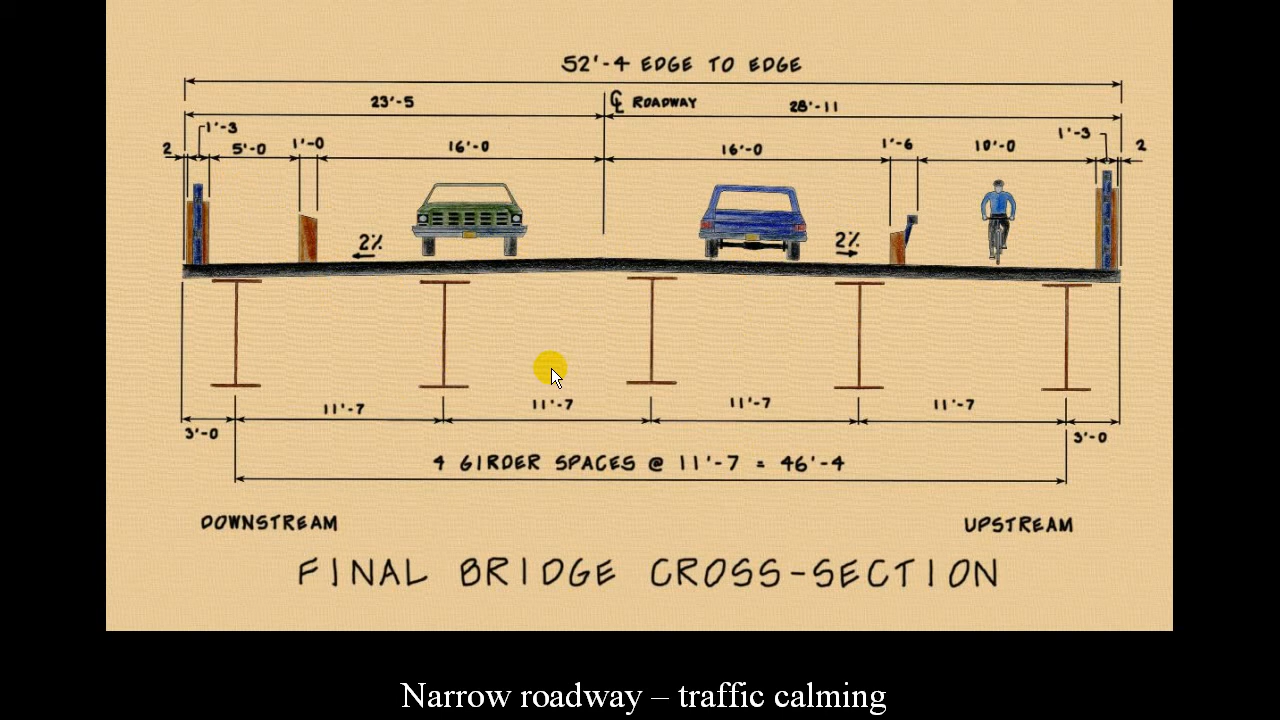 52'-4 EDGE TO EDGE
23'-5
℄ ROADWAY
28'-11
2
1'-3
5'-0
1'-0
16'-0
16'-0
1'-6
10'-0
1'-3
2
2%
2%
11'-7
11'-7
11'-7
11'-7
3'-0
3'-0
4 GIRDER SPACES @ 11'-7 = 46'-4
DOWNSTREAM
UPSTREAM
FINAL BRIDGE CROSS-SECTION
Narrow roadway – traffic calming